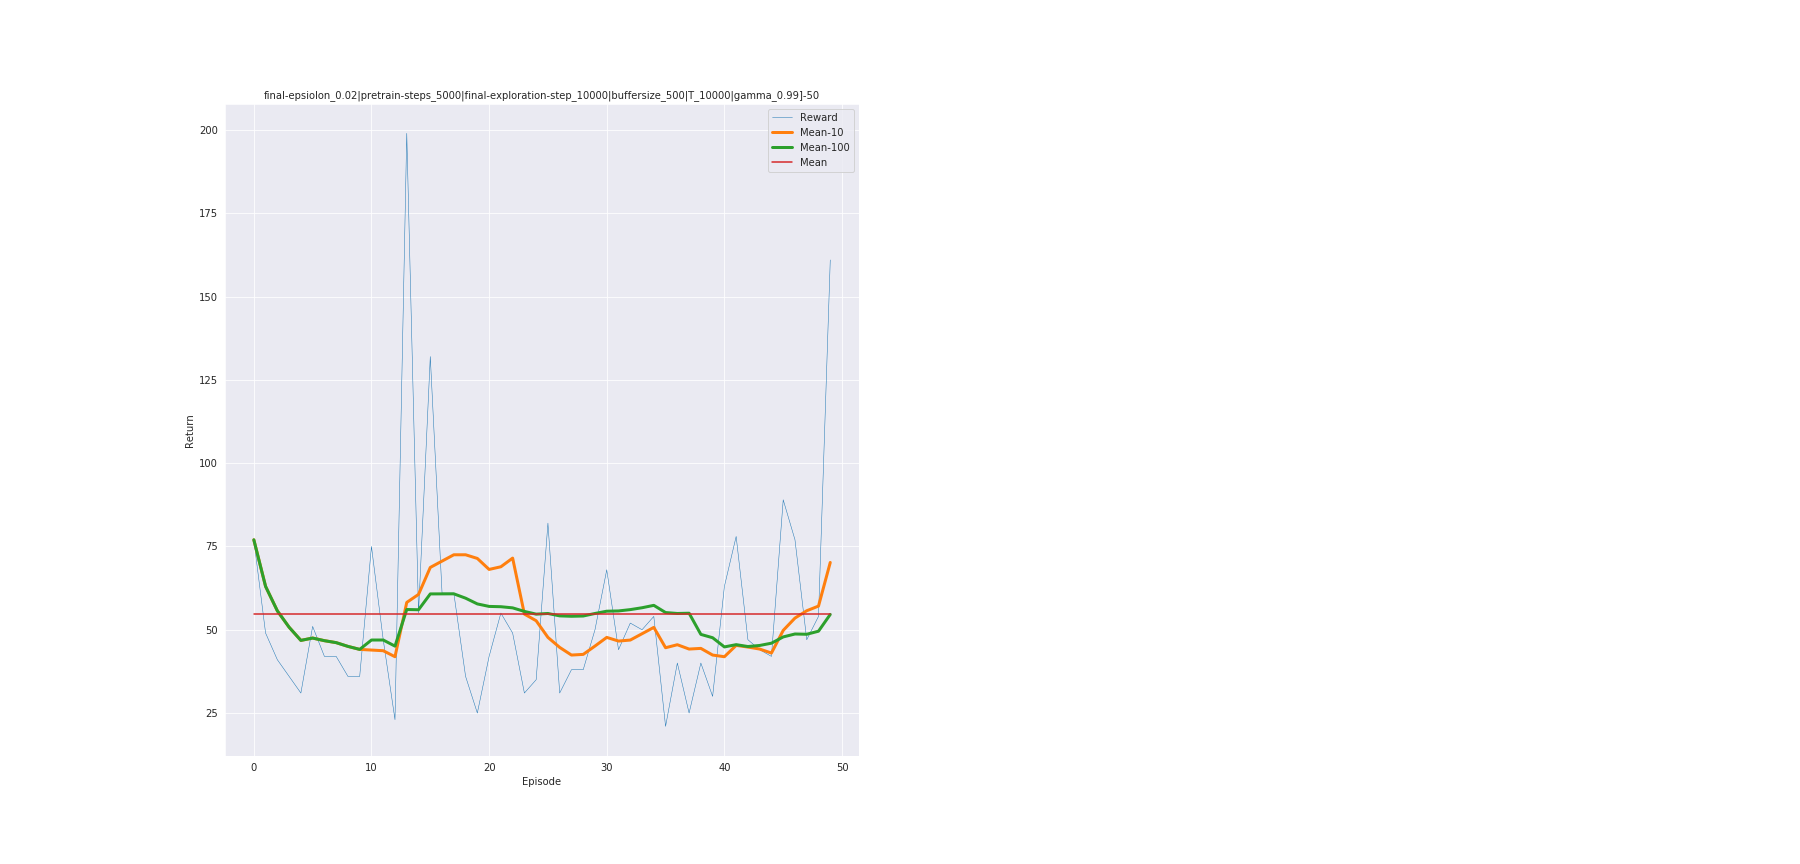 final-epsiolon_0.02|pretrain-steps_5000|final-exploration-step_10000|buffersize_500|T_10000|gamma_0.99]-50
Reward
Mean-10
Mean-100
Mean
200
175
150
125
100
75
50
25
Return
0 10 20 30 40 50
Episode